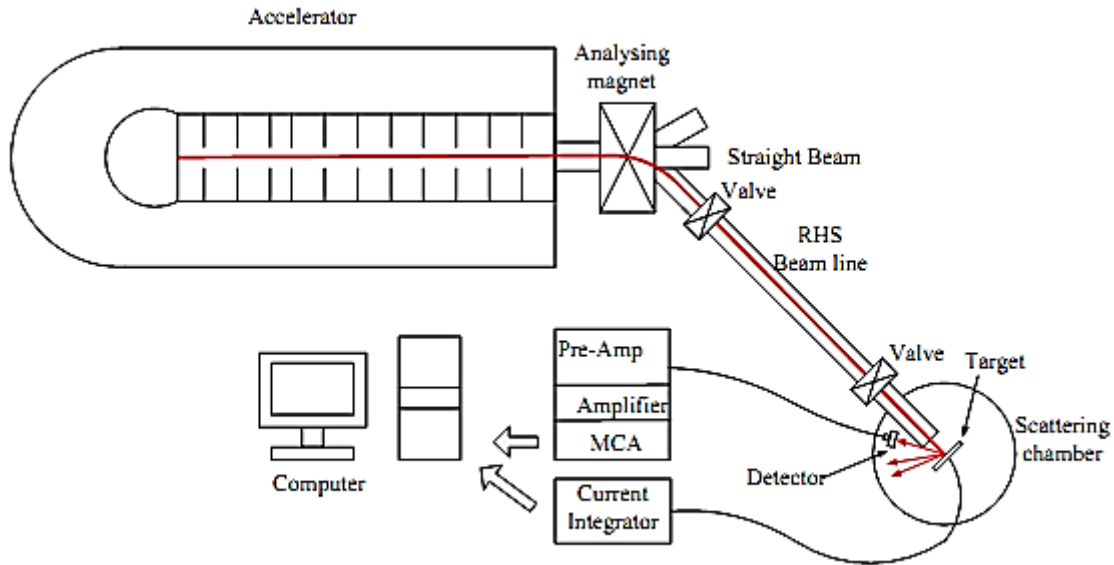 Accelerator
Analysing
magnet
Straight Beam
Valve
RHS
Beam line
Valve
Target
Scattering
chamber
Detector
Pre-Amp
Amplifier
MCA
Current
Integrator
Computer